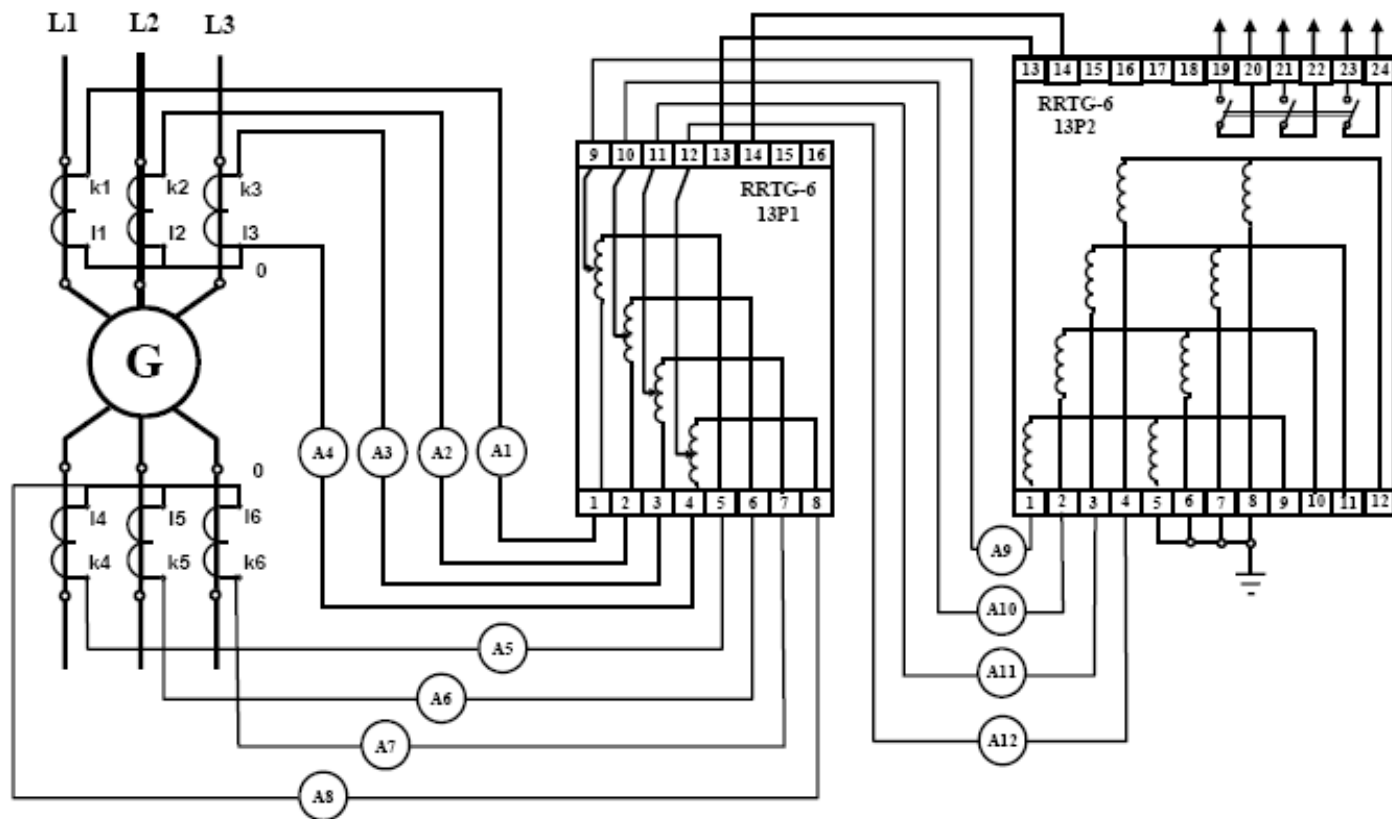 L1 L2 L3
13 14 15 16 17 18 19 20 21 22 23 24
RRTG-6
13P2
9 10 11 12 13 14 15 16
RRTG-6
13P1
k1 k2 k3
l1 l2 l3
0
G
A4 A3 A2 A1
0
l4 l5 l6
k4 k5 k6
1 2 3 4 5 6 7 8
1 2 3 4 5 6 7 8 9 10 11 12
A9
A10
A5
A11
A6
A12
A7
A8